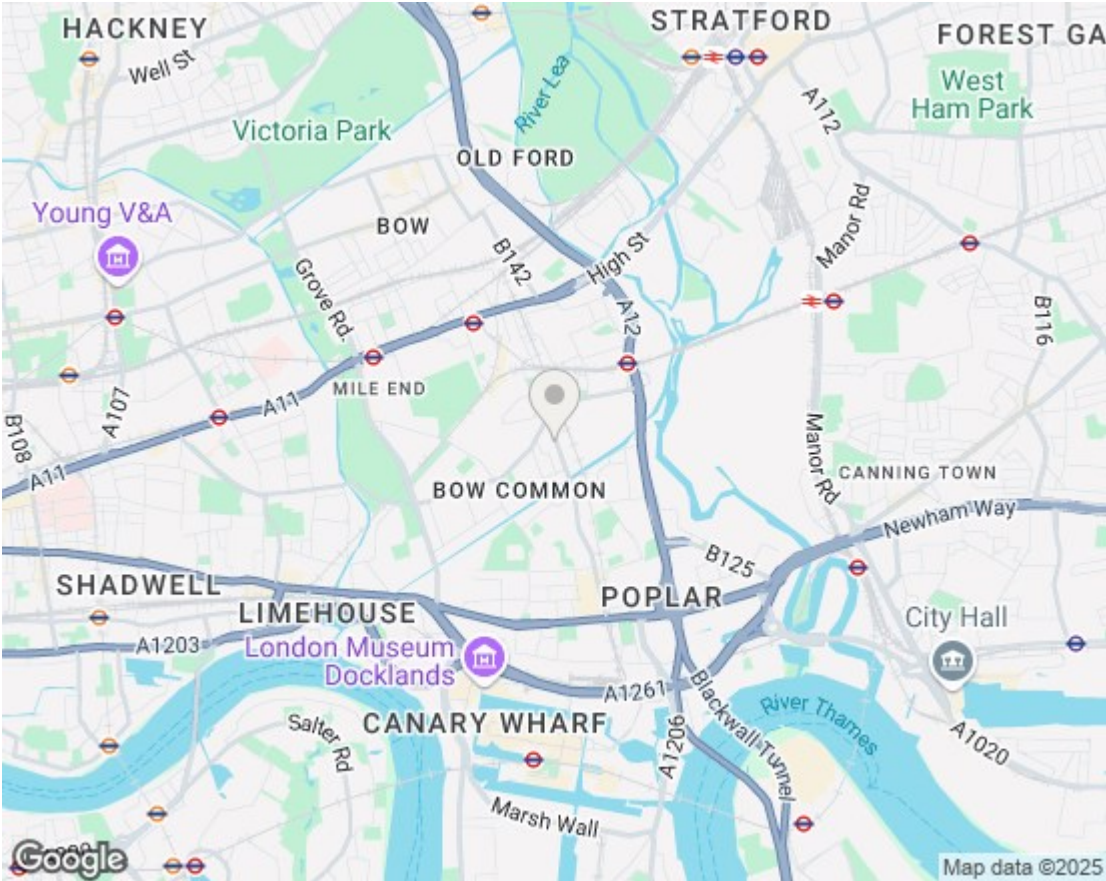 HACKNEY
STRATFORD
FOREST GA
Well St
River Lea
A112
West
Ham Park
Victoria Park
OLD FORD
Young V&A
BOW
Manor Rd
B142
High St
Grove Rd.
A12
B116
MILE END
A107
A11
B108
A11
Manor Rd
CANNING TOWN
BOW COMMON
Newham Way
B125
SHADWELL
LIMEHOUSE
POPLAR
City Hall
A1203
London Museum
Docklands
A1261
Blackwall Tunnel
River Thames
Salter Rd
CANARY WHARF
A1206
A1020
Marsh Wall
Google
Map data ©2025